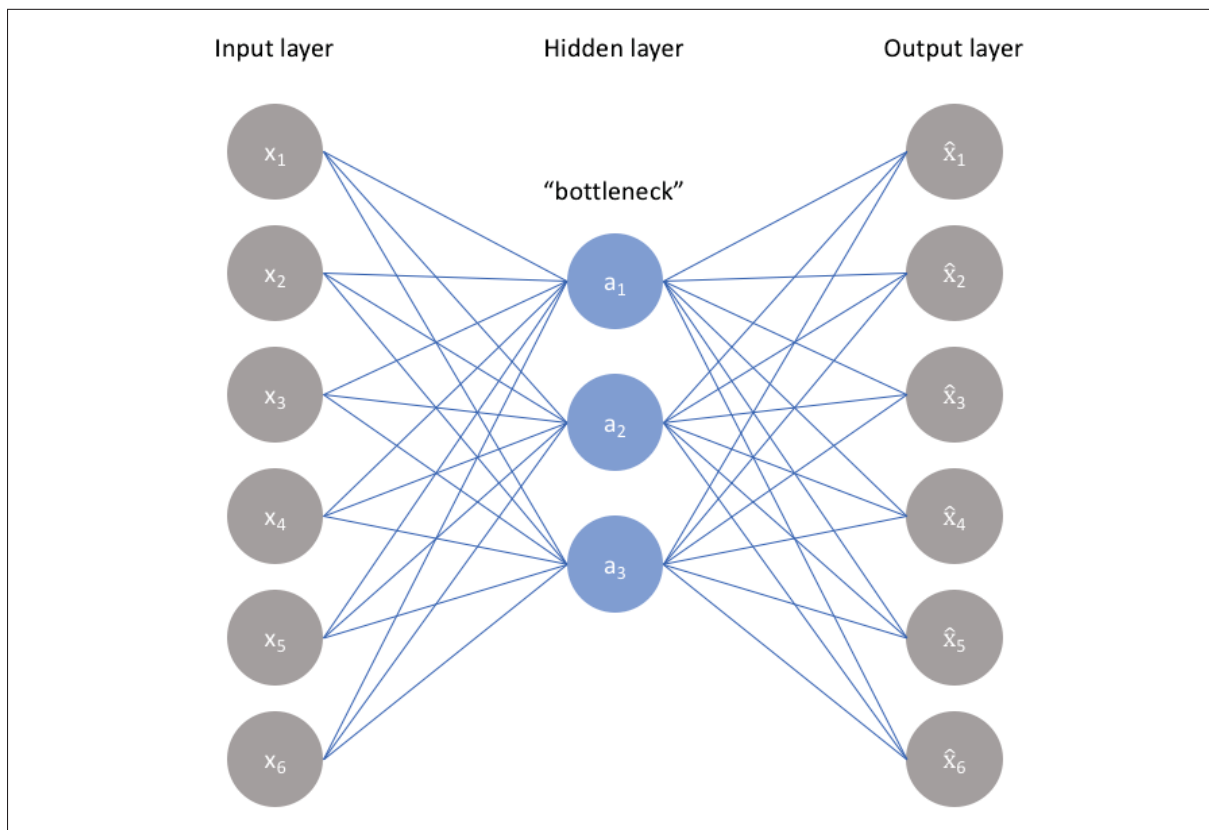 Input layer
Hidden layer
Output layer
x₁
x̂₁
"bottleneck"
x₂
a₁
x̂₂
x₃
a₂
x̂₃
x₄
a₃
x̂₄
x₅
x̂₅
x₆
x̂₆